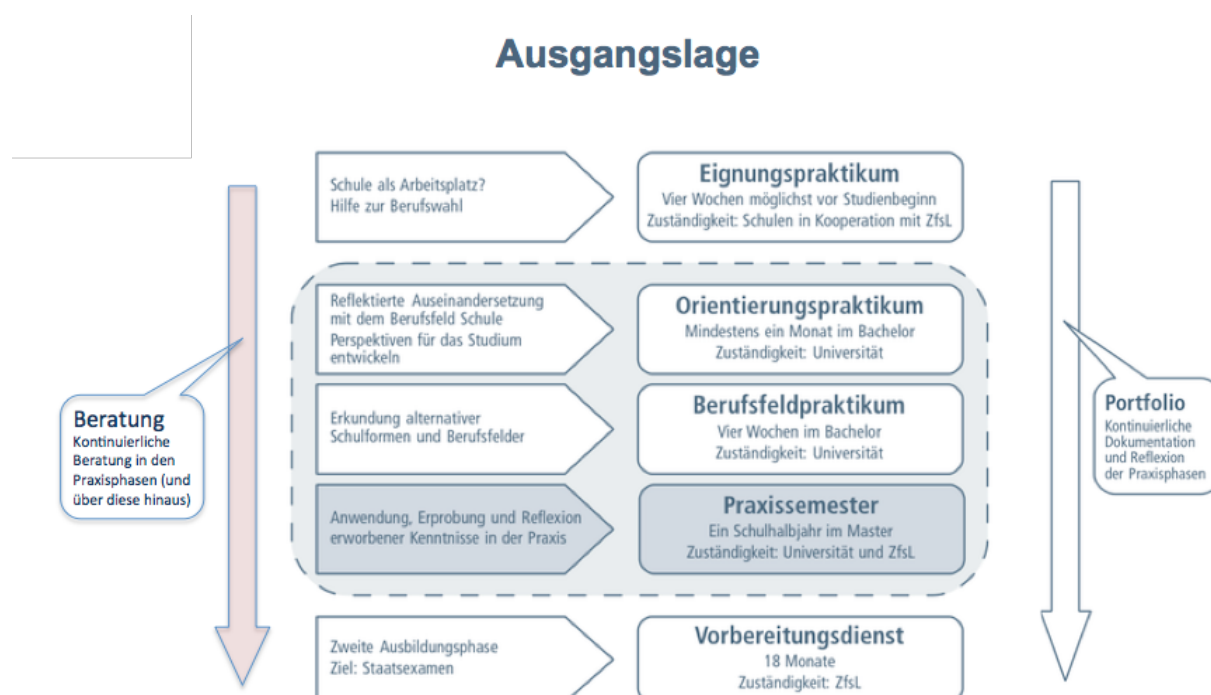 Ausgangslage
Schule als Arbeitsplatz?
Hilfe zur Berufswahl
Eignungspraktikum
Vier Wochen möglichst vor Studienbeginn
Zuständigkeit: Schulen in Kooperation mit ZfsL
Reflektierte Auseinandersetzung
mit dem Berufsfeld Schule
Perspektiven für das Studium
entwickeln
Orientierungspraktikum
Mindestens ein Monat im Bachelor
Zuständigkeit: Universität
Erkundung alternativer
Schulformen und Berufsfelder
Berufsfeldpraktikum
Vier Wochen im Bachelor
Zuständigkeit: Universität
Anwendung, Erprobung und Reflexion
erworbener Kenntnisse in der Praxis
Praxissemester
Ein Schulhalbjahr im Master
Zuständigkeit: Universität und ZfsL
Zweite Ausbildungsphase
Ziel: Staatsexamen
Vorbereitungsdienst
18 Monate
Zuständigkeit: ZfsL
Beratung
Kontinuierliche
Beratung in den
Praxisphasen (und
über diese hinaus)
Portfolio
Kontinuierliche
Dokumentation
und Reflexion
der Praxisphasen